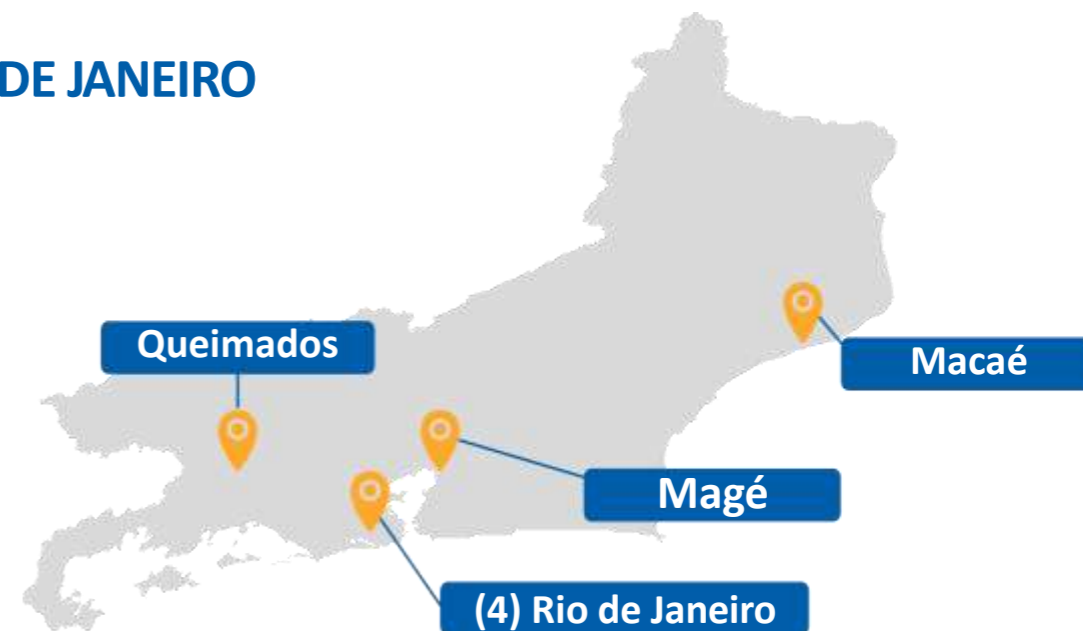 DE JANEIRO
Queimados
Macaé
Magé
(4) Rio de Janeiro